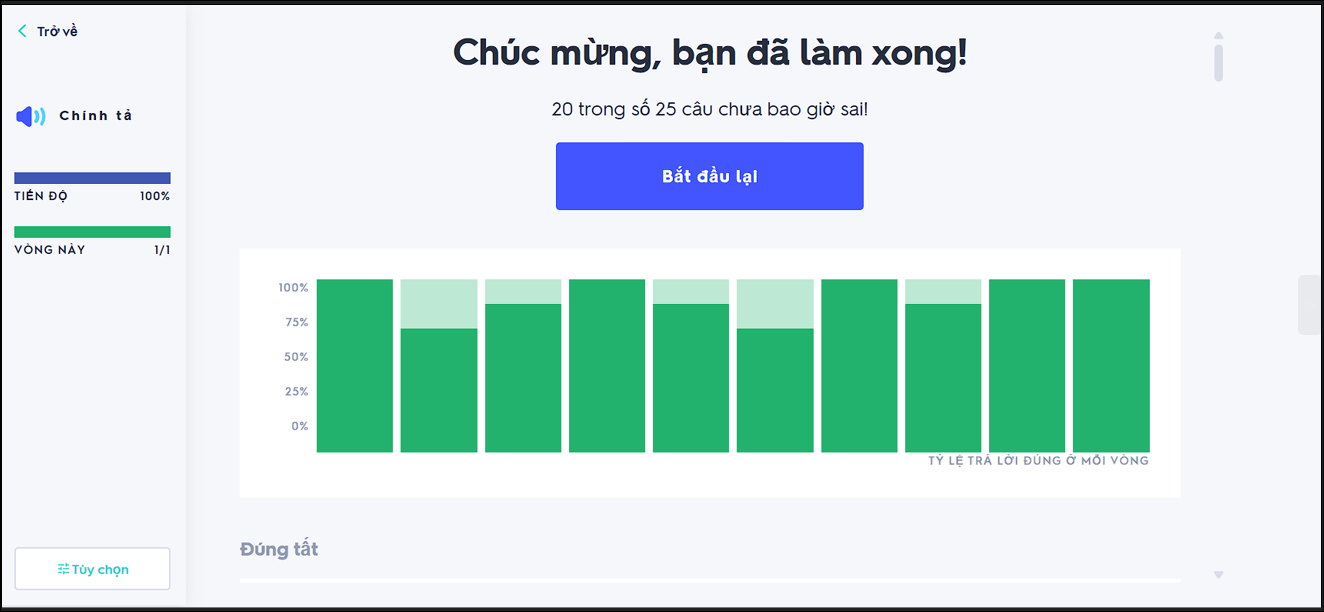 Trở về
Chính tả
TIẾN ĐỘ 100%
VÒNG NÀY 1/1
Tùy chọn
Chúc mừng, bạn đã làm xong!
20 trong số 25 câu chưa bao giờ sai!
Bắt đầu lại
100%
75%
50%
25%
0%
TỶ LỆ TRẢ LỜI ĐÚNG Ở MỖI VÒNG
Đúng tất